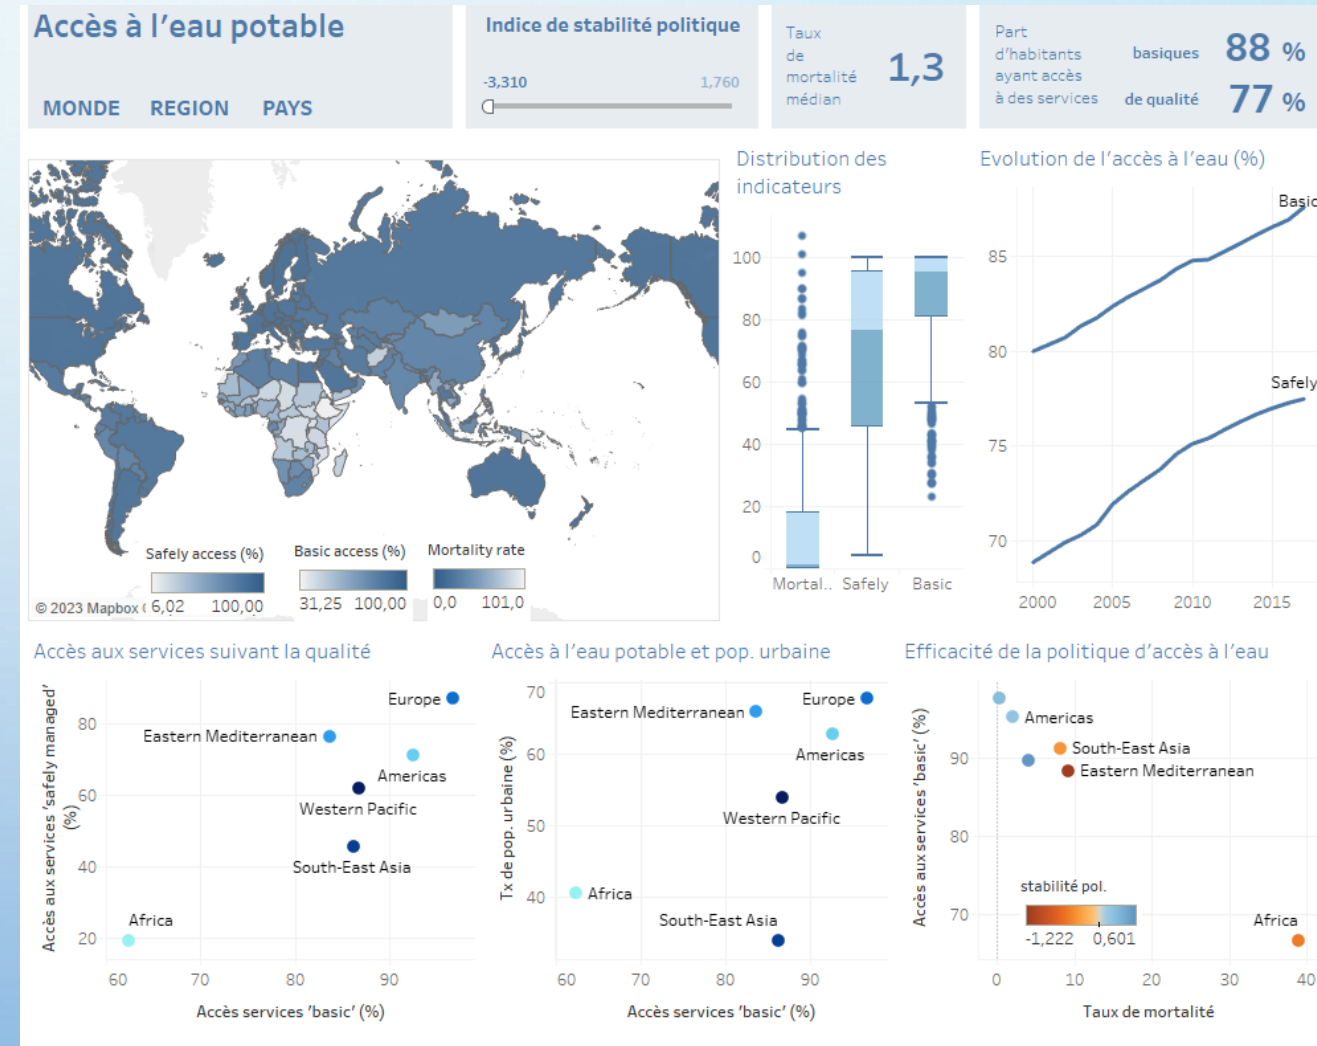 Accès à l'eau potable
MONDE REGION PAYS
Indice de stabilité politique
-3,310 1,760
Taux
de
mortalité
médian
1,3
Part
d'habitants
ayant accès
à des services
basiques 88 %
de qualité 77 %
© 2023 Mapbox
Safely access (%)
6,02 100,00
Basic access (%)
31,25 100,00
Mortality rate
0,0 101,0
Distribution des
indicateurs
100
80
60
40
20
0
Mortal.. Safely Basic
Evolution de l'accès à l'eau (%)
Basic
85
80
Safely
75
70
2000 2005 2010 2015
Accès aux services suivant la qualité
Accès aux services 'safely managed'
(%)
80
60
40
20
Europe
Eastern Mediterranean
Americas
Western Pacific
South-East Asia
Africa
60 70 80 90
Accès services 'basic' (%)
Accès à l'eau potable et pop. urbaine
Tx de pop. urbaine (%)
70
60
50
40
Europe
Eastern Mediterranean
Americas
Western Pacific
Africa
South-East Asia
60 70 80 90
Accès services 'basic' (%)
Efficacité de la politique d'accès à l'eau
Accès aux services 'basic' (%)
90
80
70
Americas
South-East Asia
Eastern Mediterranean
stabilité pol.
-1,222 0,601
Africa
0 10 20 30 40
Taux de mortalité